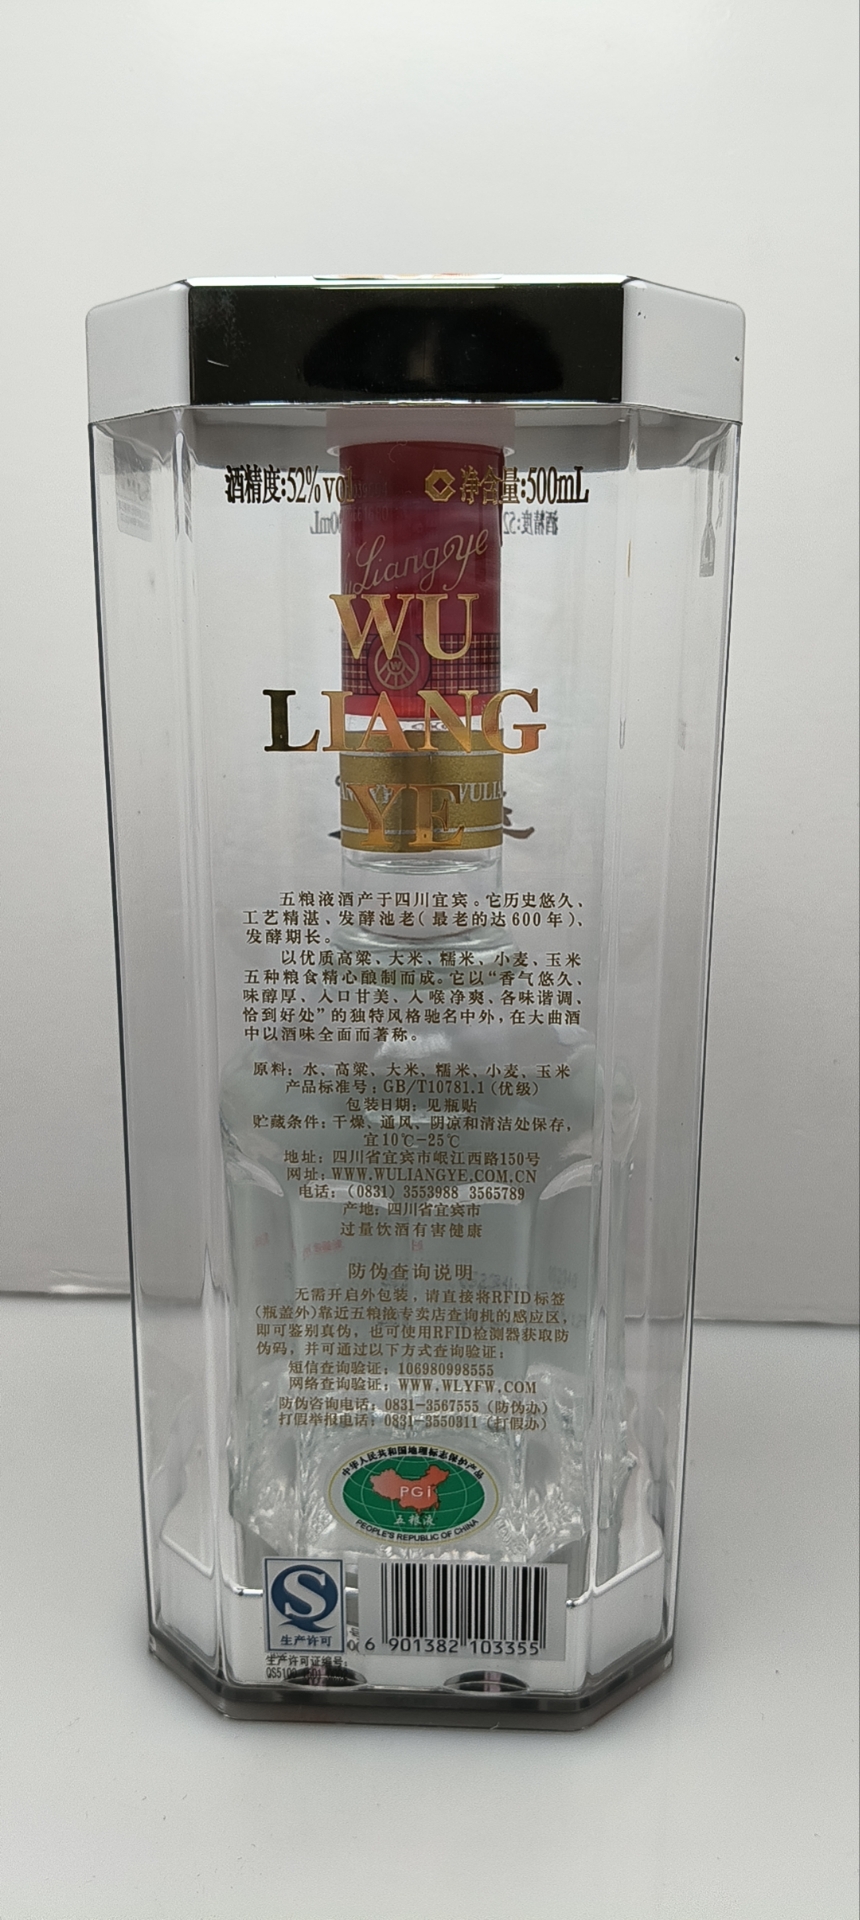 酒精度:52%vol 净含量:500mL
Liangye
WU
LIANG
YE
五粮液酒产于四川宜宾。它历史悠久、
工艺精湛、发酵池老(最老的达600年)、
发酵期长。
以优质高粱、大米、糯米、小麦、玉米
五种粮食精心酿制而成。它以“香气悠久、
味醇厚、入口甘美、入喉净爽、各味谐调、
恰到好处”的独特风格驰名中外,在大曲酒
中以酒味全面而著称。
原料: 水、高粱、大米、糯米、小麦、玉米
产品标准号: GB/T10781.1 (优级)
包装日期: 见瓶贴
贮藏条件: 干燥、通风、阴凉和清洁处保存,
宜10℃-25℃
地址: 四川省宜宾市岷江西路150号
网址: WWW.WULIANGYE.COM.CN
电话: (0831) 3553988 3565789
产地: 四川省宜宾市
过量饮酒有害健康
防伪查询说明
无需开启外包装, 请直接将RFID标签
(瓶盖外)靠近五粮液专卖店查询机的感应区,
即可鉴别真伪, 也可使用RFID检测器获取防
伪码, 并可通过以下方式查询验证:
短信查询验证: 106980998555
网络查询验证: WWW.WLYFW.COM
防伪咨询电话: 0831-3567555 (防伪办)
打假举报电话: 0831-3550311 (打假办)
中华人民共和国地理标志保护产品
PGI
五粮液
PEOPLE'S REPUBLIC OF CHINA
生产许可
6 901382 103355
生产许可证编号: